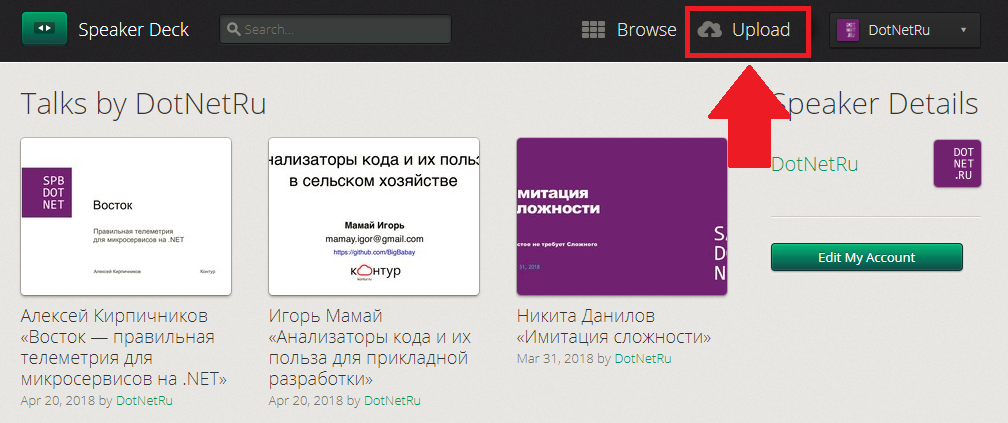 Speaker Deck
Search...
Browse
Upload
DotNetRu
Talks by DotNetRu
Speaker Details
SPB
DOT
NET
Восток
Правильная телеметрия
для микросервисов на .NET
Алексей Кирпичников
Контур
нализаторы кода и их польз
в сельском хозяйстве
Мамай Игорь
mamay.igor@gmail.com
https://github.com/BigBabay
контур
kontur.ru
митация
ложности
стое не требует Сложного
31, 2018
DotNetRu
DOT
NET
.RU
Edit My Account
Алексей Кирпичников
«Восток — правильная
телеметрия для
микросервисов на .NET»
Apr 20, 2018 by DotNetRu
Игорь Мамай
«Анализаторы кода и их
польза для прикладной
разработки»
Apr 20, 2018 by DotNetRu
Никита Данилов
«Имитация сложности»
Mar 31, 2018 by DotNetRu